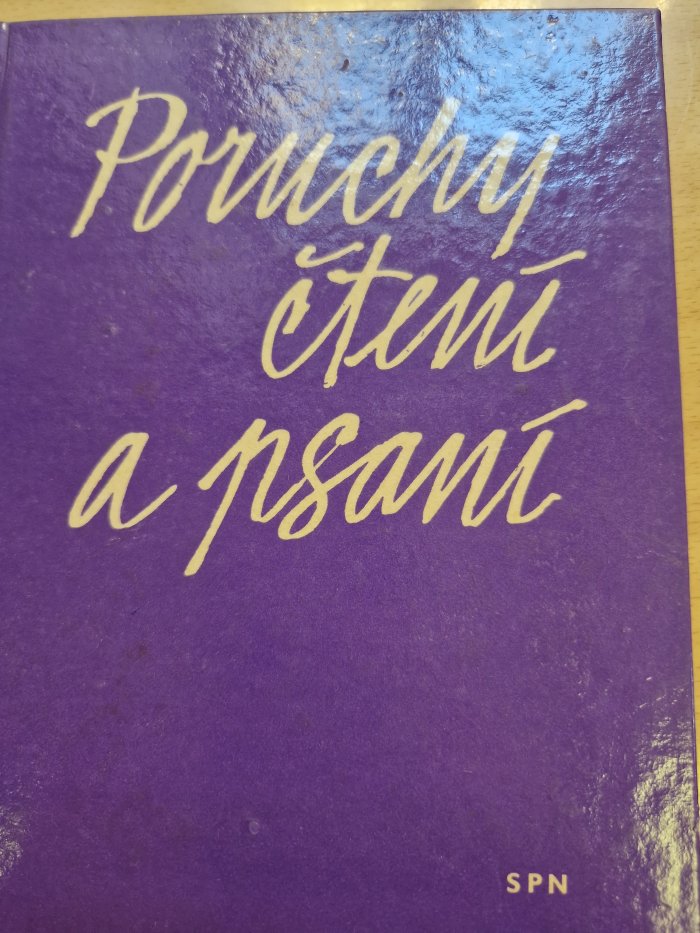 Poruchy
čtení
a psaní
SPN